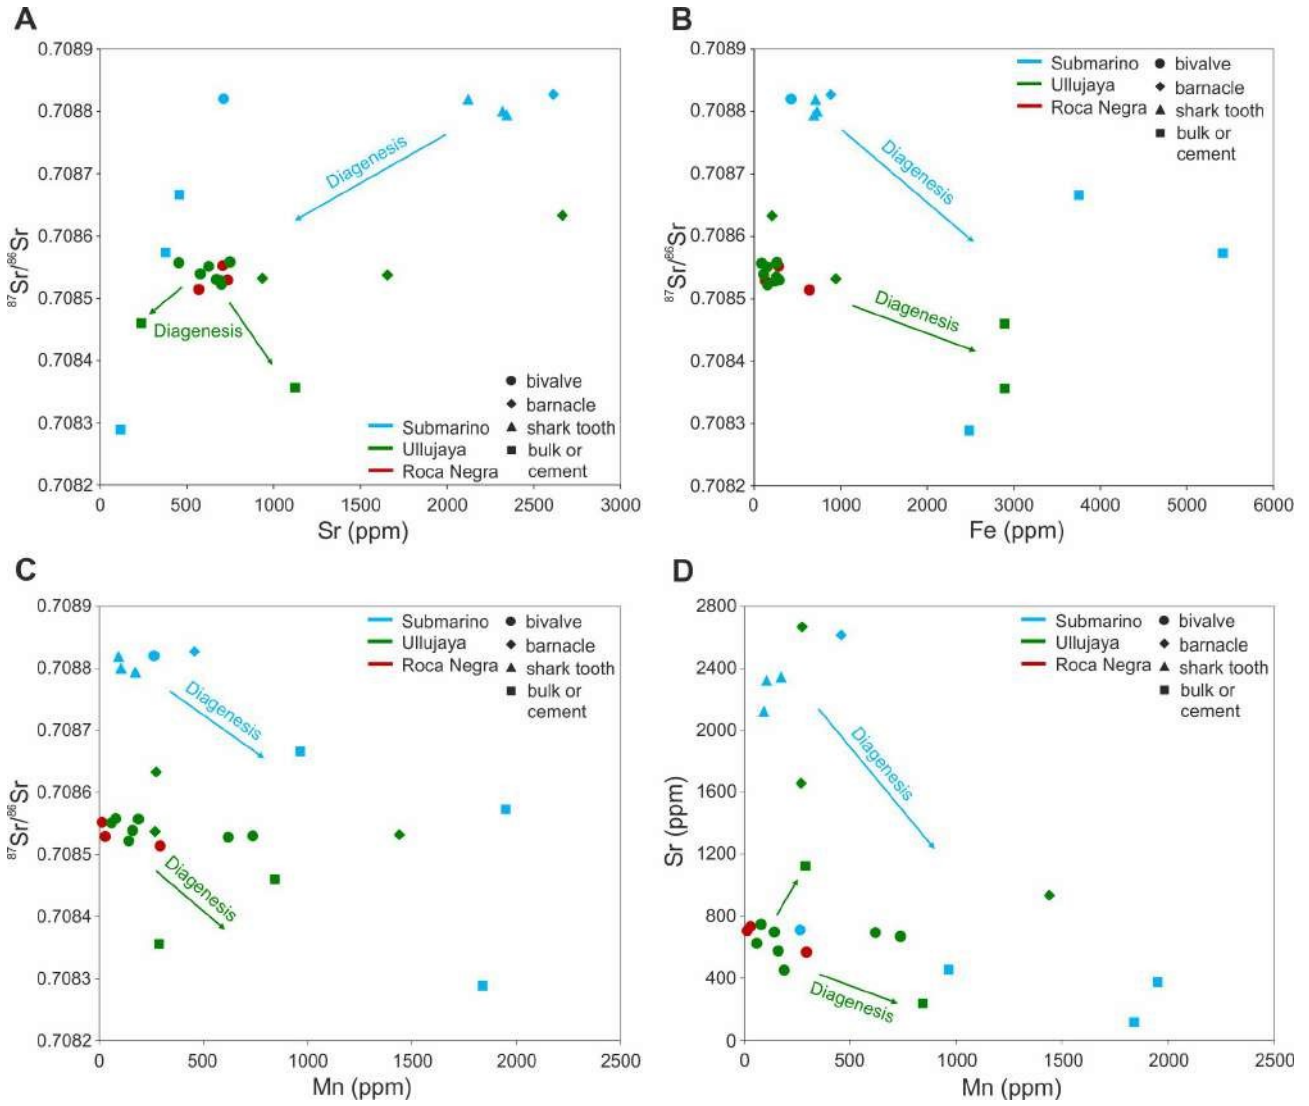 A
0.7089
0.7088
0.7087
0.7086
0.7085
0.7084
0.7083
0.7082
87Sr/86Sr
Diagenesis
Diagenesis
bivalve
barnacle
shark tooth
bulk or
cement
Submarino
Ullujaya
Roca Negra
0 500 1000 1500 2000 2500 3000
Sr (ppm)
B
0.7089
0.7088
0.7087
0.7086
0.7085
0.7084
0.7083
0.7082
87Sr/86Sr
Submarino
Ullujaya
Roca Negra
bivalve
barnacle
shark tooth
bulk or
cement
Diagenesis
Diagenesis
0 1000 2000 3000 4000 5000 6000
Fe (ppm)
C
0.7089
0.7088
0.7087
0.7086
0.7085
0.7084
0.7083
0.7082
87Sr/86Sr
Submarino
Ullujaya
Roca Negra
bivalve
barnacle
shark tooth
bulk or
cement
Diagenesis
Diagenesis
0 500 1000 1500 2000 2500
Mn (ppm)
D
2800
2400
2000
1600
1200
800
400
0
Sr (ppm)
Submarino
Ullujaya
Roca Negra
bivalve
barnacle
shark tooth
bulk or
cement
Diagenesis
Diagenesis
0 500 1000 1500 2000 2500
Mn (ppm)